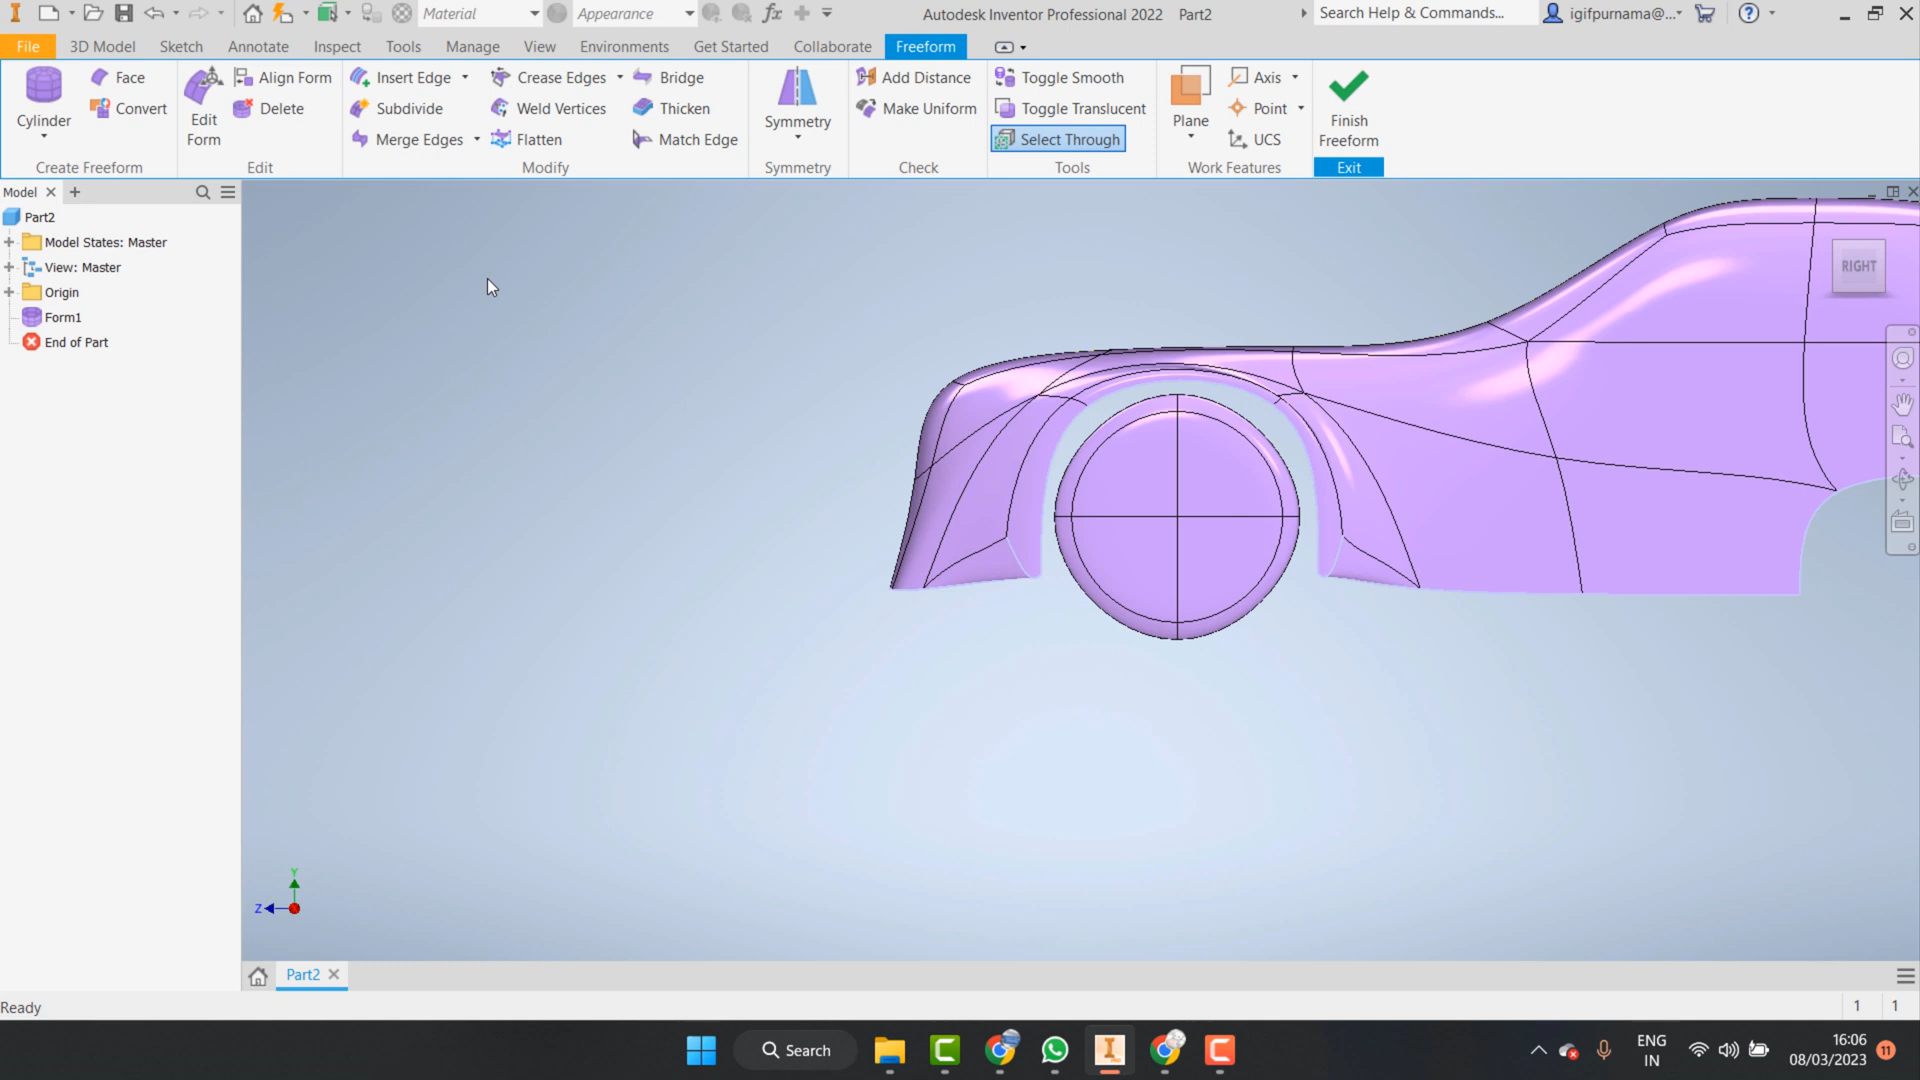 Material
Appearance
fx
Autodesk Inventor Professional 2022 Part2
Search Help & Commands...
igifpurnama@...
File 3D Model Sketch Annotate Inspect Tools Manage View Environments Get Started Collaborate Freeform
Cylinder
Face
Convert
Create Freeform
Edit Form
Align Form
Delete
Edit
Insert Edge
Subdivide
Merge Edges
Crease Edges
Weld Vertices
Flatten
Bridge
Thicken
Match Edge
Modify
Symmetry
Symmetry
Add Distance
Make Uniform
Check
Toggle Smooth
Toggle Translucent
Select Through
Tools
Plane
Axis
Point
UCS
Work Features
Finish
Freeform
Exit
Model
Part2
Model States: Master
View: Master
Origin
Form1
End of Part
RIGHT
Y
Z
Part2
Ready
1 1
Search
ENG
IN
16:06
08/03/2023
11